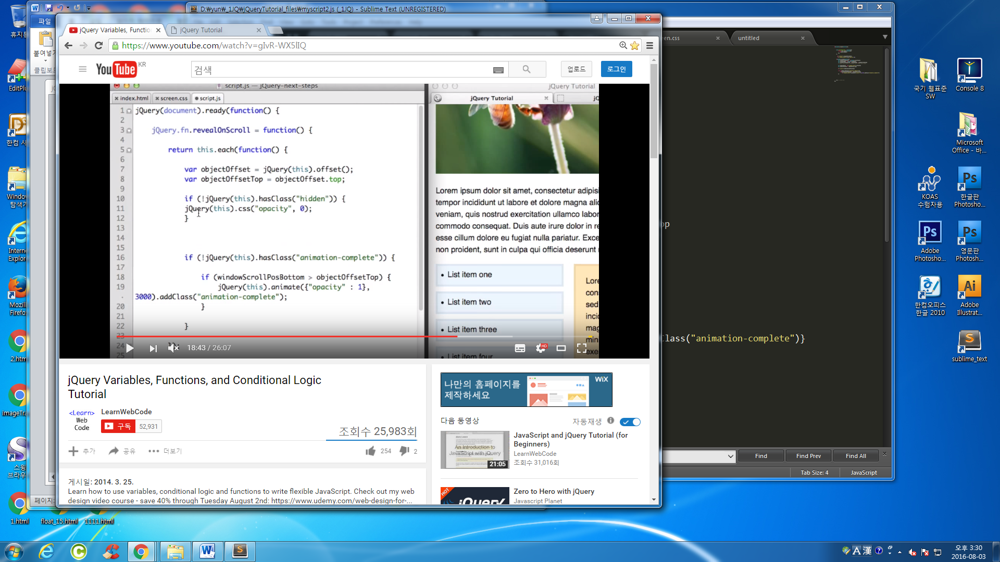 D:\yun\_1JQ\jQueryTutorial_files\myscript2.js (_1JQ) - Sublime Text (UNREGISTERED)
파일
jQuery Variables, Functio
jQuery Tutorial
https://www.youtube.com/watch?v=gIvR-WX5lIQ
en.css
untitled
붙여넣기
클립보드
YouTube KR
검색
업로드
로그인
script.js — jQuery-next-steps
jQuery Tutorial
index.html
screen.css
script.js
jQuery Tutorial
jQ
1 jQuery(document).ready(function() {
2
3 jQuery.fn.revealOnScroll = function() {
4
5 return this.each(function() {
6
7 var objectOffset = jQuery(this).offset();
8 var objectOffsetTop = objectOffset.top;
9
10 if (!jQuery(this).hasClass("hidden")) {
11 jQuery(this).css("opacity", 0);
12 }
13
14
15
16 if (!jQuery(this).hasClass("animation-complete")) {
17
18 if (windowScrollPosBottom > objectOffsetTop) {
19 jQuery(this).animate({"opacity" : 1},
3000).addClass("animation-complete");
20 }
21
22 }
23
24 });
Lorem ipsum dolor sit amet, consectetur adipisi
tempor incididunt ut labore et dolore magna alic
veniam, quis nostrud exercitation ullamco labor
commodo consequat. Duis aute irure dolor in re
esse cillum dolore eu fugiat nulla pariatur. Exce
non proident, sunt in culpa qui officia deserunt
• List item one
• List item two
• List item three
• List item four
Lore
cons
sed
incid
mag
min
exe
18:43 / 26:07
HD
op
lass("animation-complete")}
jQuery Variables, Functions, and Conditional Logic
Tutorial
<Learn>
Web
Code
LearnWebCode
구독 52,931
조회수 25,983회
추가
공유
더보기
254
2
게시일: 2014. 3. 25.
Learn how to use variables, conditional logic and functions to write flexible JavaScript. Check out my web
design video course - save 40% through Tuesday August 2nd: https://www.udemy.com/web-design-for-...
나만의 홈페이지를
제작하세요
WiX
다음 동영상
자동재생
An Introduction to
JavaScript with jQuery
21:05
JavaScript and jQuery Tutorial (for
Beginners)
LearnWebCode
조회수 31,016회
HOT
jQuery
Zero to Hero with jQuery
Javascript Planet
Find
Find Prev
Find All
Tab Size: 4
JavaScript
페이지:
휴지통
EditPlu
한컴 사
Window
탐색기
Intern
Explor
Mozil
Firefo
2.htm
imageTra
스윙
브라우
1.html
float_15.html
1111.html
국기 웹표준
SW
Console 8
Microsoft
Office - 바...
KOAS
수험자용
한글판
Photosho...
Adobe
Photosho...
영문판
Photosh...
한컴오피스
한글 2010
Adobe
Illustrat...
sublime_text
A 漢
오후 3:30
2016-08-03